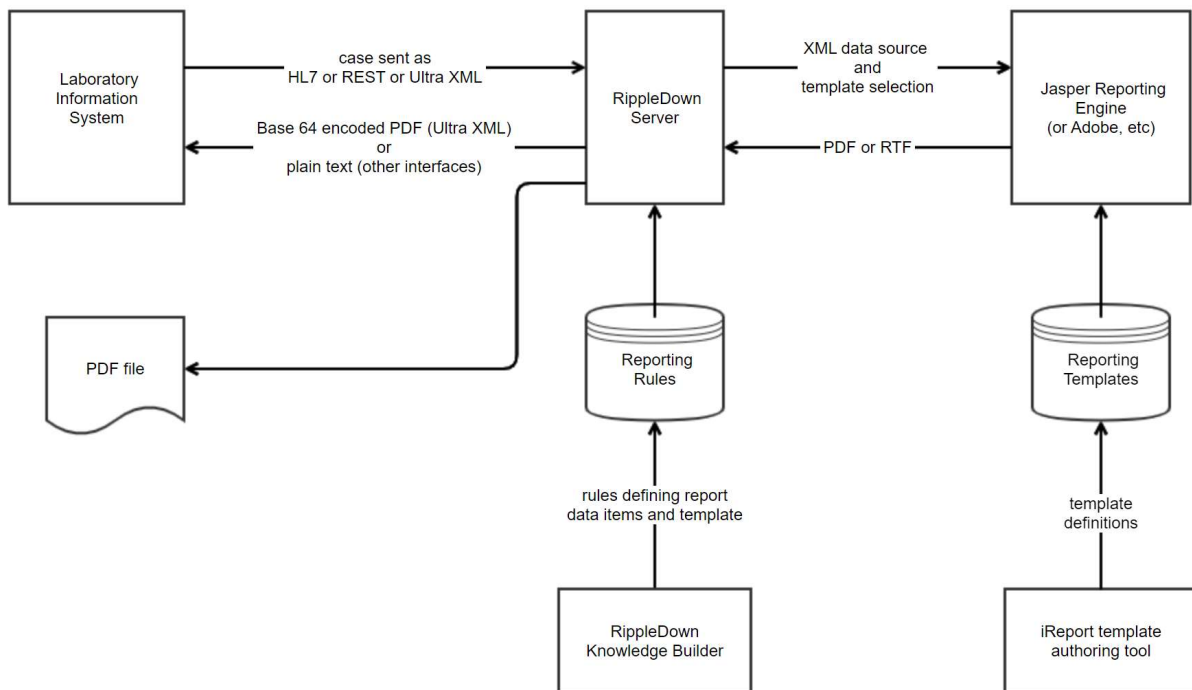 Laboratory
Information
System
case sent as
HL7 or REST or Ultra XML
Base 64 encoded PDF (Ultra XML)
or
plain text (other interfaces)
RippleDown
Server
XML data source
and
template selection
PDF or RTF
Jasper Reporting
Engine
(or Adobe, etc)
PDF file
Reporting
Rules
Reporting
Templates
rules defining report
data items and template
template
definitions
RippleDown
Knowledge Builder
iReport template
authoring tool